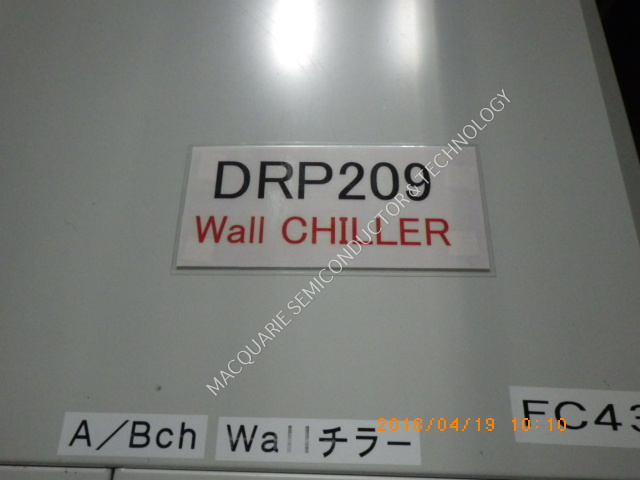 DRP209
Wall CHILLER
MACQUARIE SEMICONDUCTOR & TECHNOLOGY
A/Bch
Wallチラー
2016/04/19 10:10
FC43